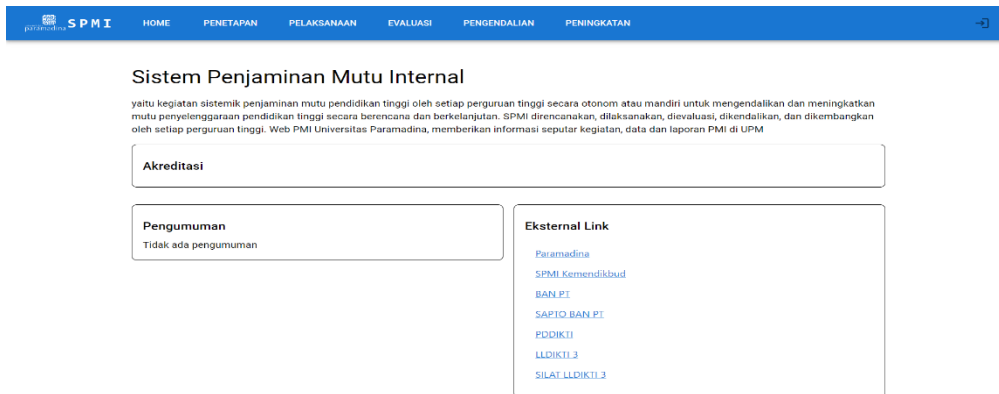 paramadina SPMI HOME PENETAPAN PELAKSANAAN EVALUASI PENGENDALIAN PENINGKATAN
Sistem Penjaminan Mutu Internal
yaitu kegiatan sistemik penjaminan mutu pendidikan tinggi oleh setiap perguruan tinggi secara otonom atau mandiri untuk mengendalikan dan meningkatkan
mutu penyelenggaraan pendidikan tinggi secara berencana dan berkelanjutan. SPMI direncanakan, dilaksanakan, dievaluasi, dikendalikan, dan dikembangkan
oleh setiap perguruan tinggi. Web PMI Universitas Paramadina, memberikan informasi seputar kegiatan, data dan laporan PMI di UPM
Akreditasi
Pengumuman
Tidak ada pengumuman
Eksternal Link
Paramadina
SPMI Kemendikbud
BAN PT
SAPTO BAN PT
PDDIKTI
LLDIKTI 3
SILAT LLDIKTI 3